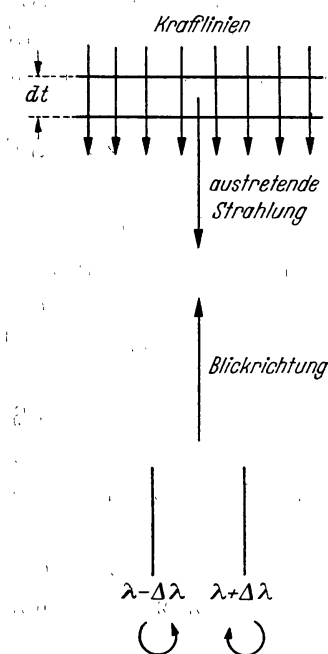 Kraftlinien
dt
austretende
Strahlung
Blickrichtung
λ−Δλ λ+Δλ